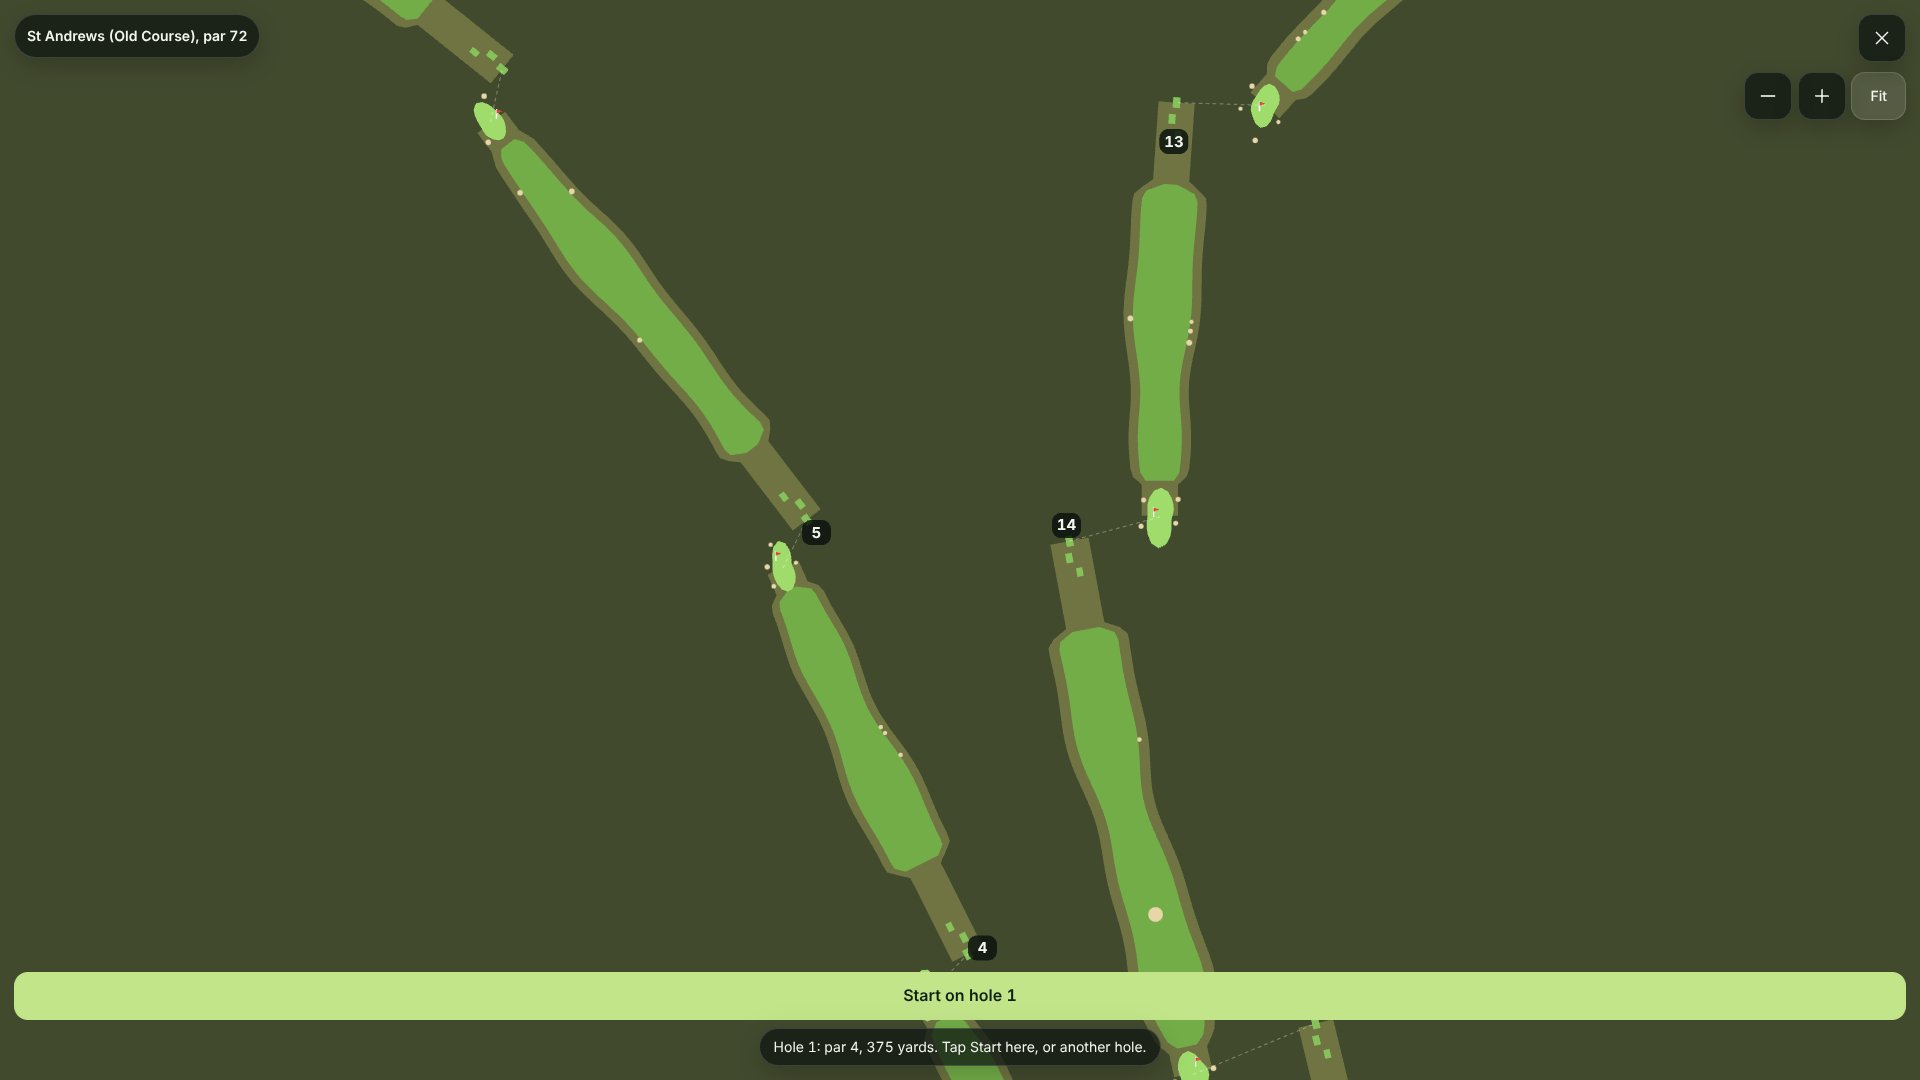 St Andrews (Old Course), par 72
Fit
13
14
5
4
Start on hole 1
Hole 1: par 4, 375 yards. Tap Start here, or another hole.